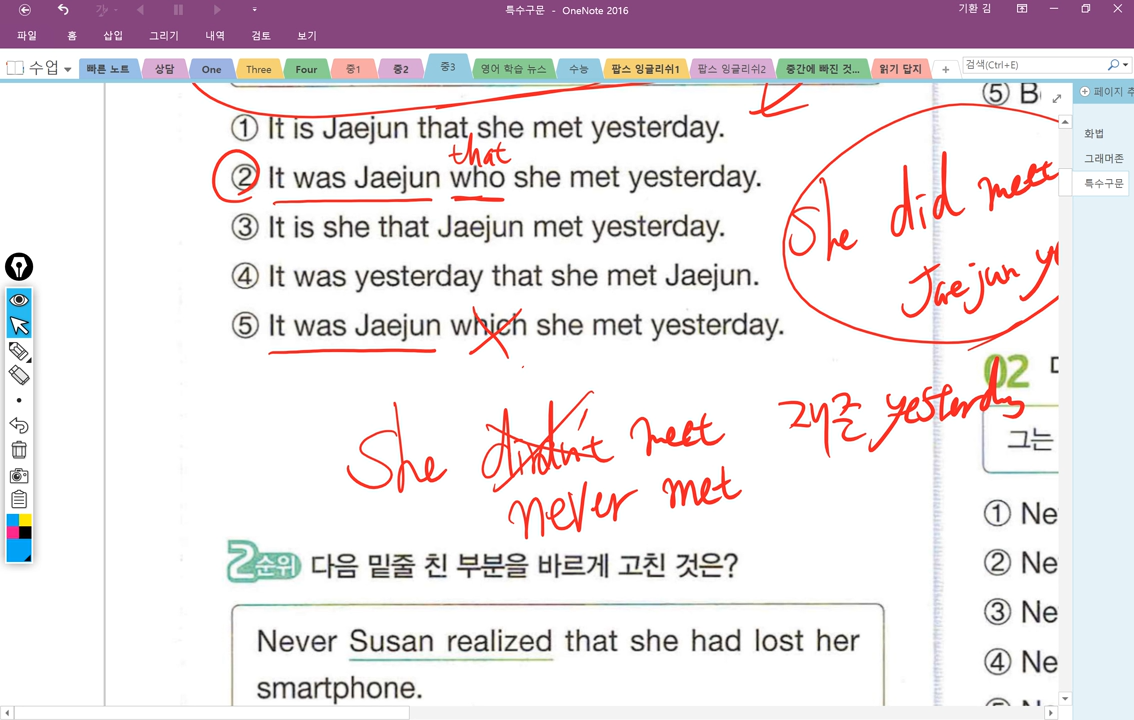 특수구문 - OneNote 2016
기환 김
파일 홈 삽입 그리기 내역 검토 보기
수업 빠른 노트 상담 One Three Four 중1 중2 중3 영어 학습 뉴스 수능 팝스 잉글리쉬1 팝스 잉글리쉬2 중간에 빠진 것... 읽기 답지 + 검색(Ctrl+E)
페이지 추
화법
그래머존
특수구문
① It is Jaejun that she met yesterday.
that
② It was Jaejun who she met yesterday.
③ It is she that Jaejun met yesterday.
④ It was yesterday that she met Jaejun.
⑤ It was Jaejun which she met yesterday.
She didn't meet 재준 yesterday
never met
2순위 다음 밑줄 친 부분을 바르게 고친 것은?
Never Susan realized that she had lost her
smartphone.
⑤ B
She did meet
Jaejun
02
그는
① Ne
② Ne
③ Ne
④ Ne